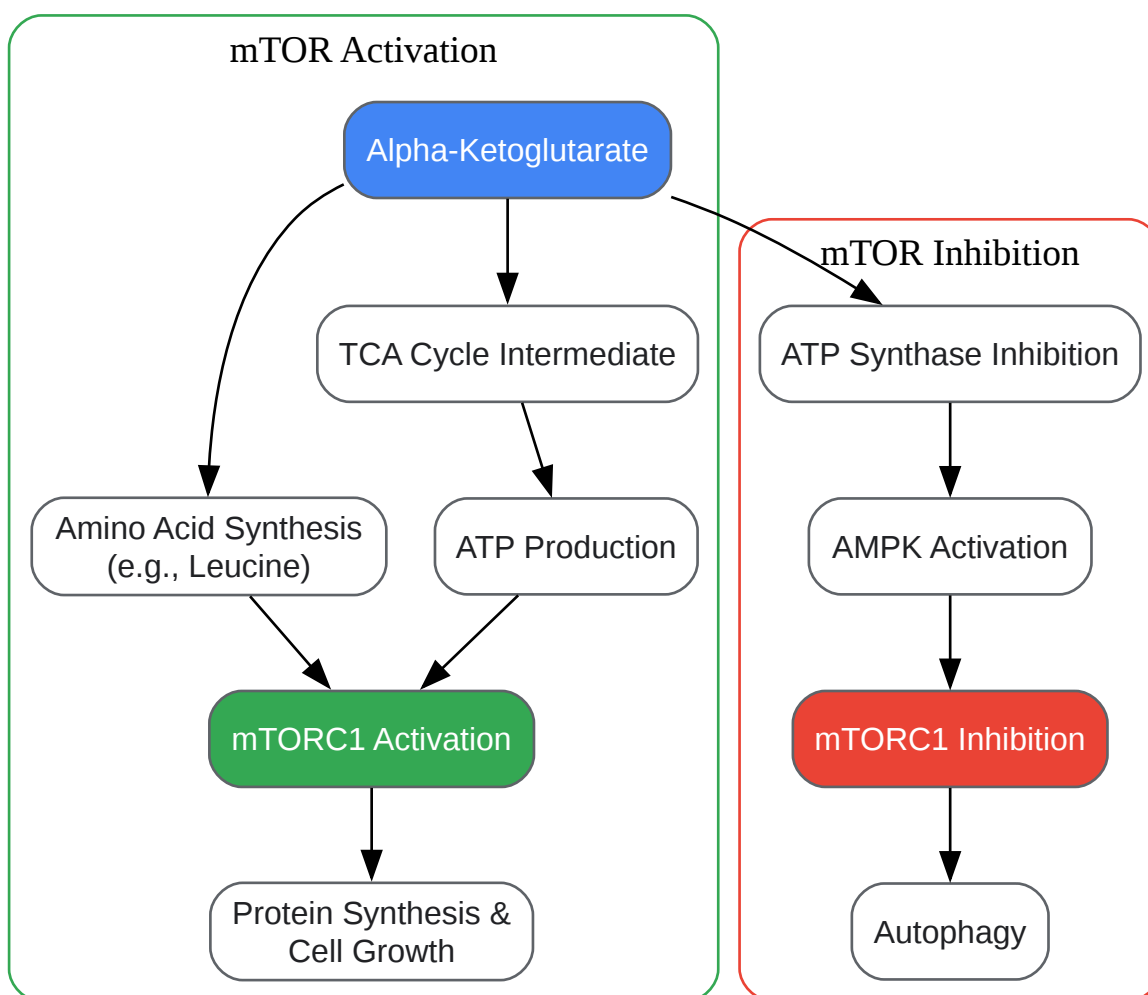 mTOR Activation
Alpha-Ketoglutarate
mTOR Inhibition
TCA Cycle Intermediate
ATP Synthase Inhibition
Amino Acid Synthesis
(e.g., Leucine)
ATP Production
AMPK Activation
mTORC1 Activation
mTORC1 Inhibition
Protein Synthesis &
Cell Growth
Autophagy